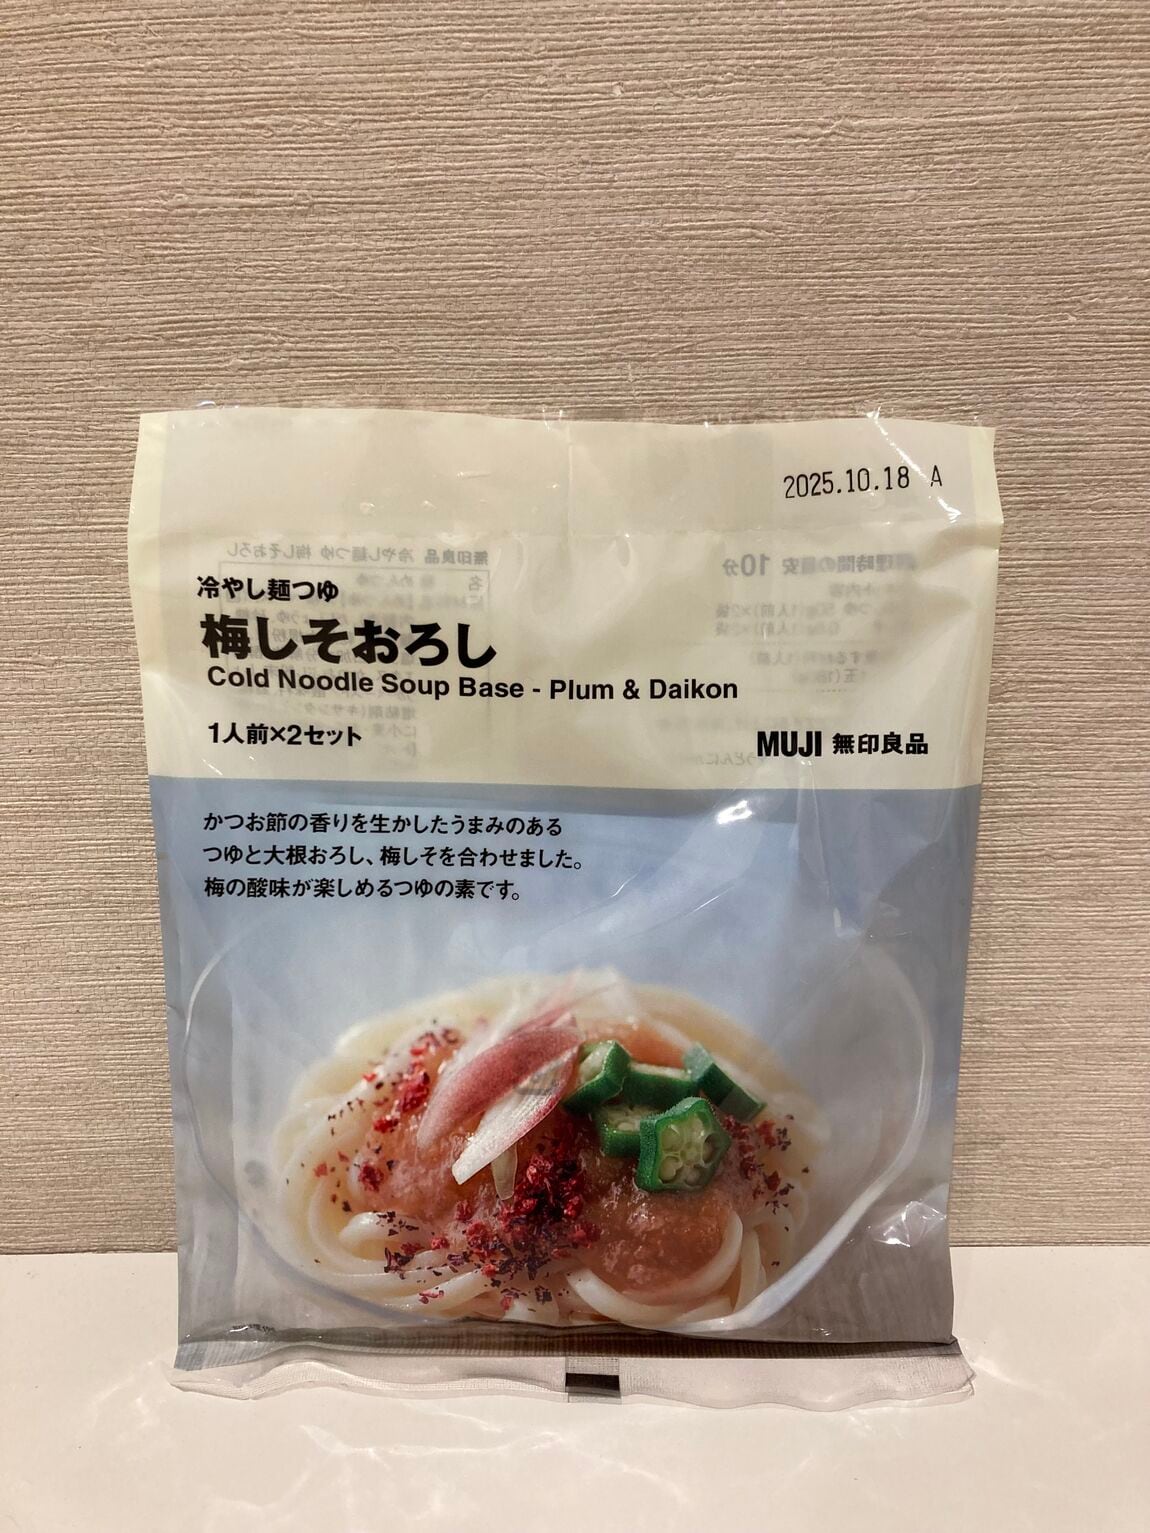 2025.10.18 A
冷やし麺つゆ
梅しそおろし
Cold Noodle Soup Base - Plum & Daikon
1人前×2セット
MUJI 無印良品
かつお節の香りを生かしたうまみのある
つゆと大根おろし、梅しそを合わせました。
梅の酸味が楽しめるつゆの素です。